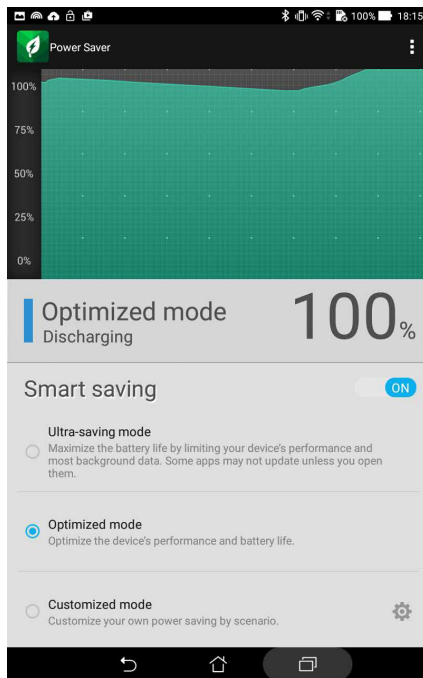 100% 18:15
Power Saver
100%
75%
50%
25%
0%
Optimized mode
Discharging
100%
Smart saving
ON
Ultra-saving mode
Maximize the battery life by limiting your device's performance and
most background data. Some apps may not update unless you open
them.
Optimized mode
Optimize the device's performance and battery life.
Customized mode
Customize your own power saving by scenario.